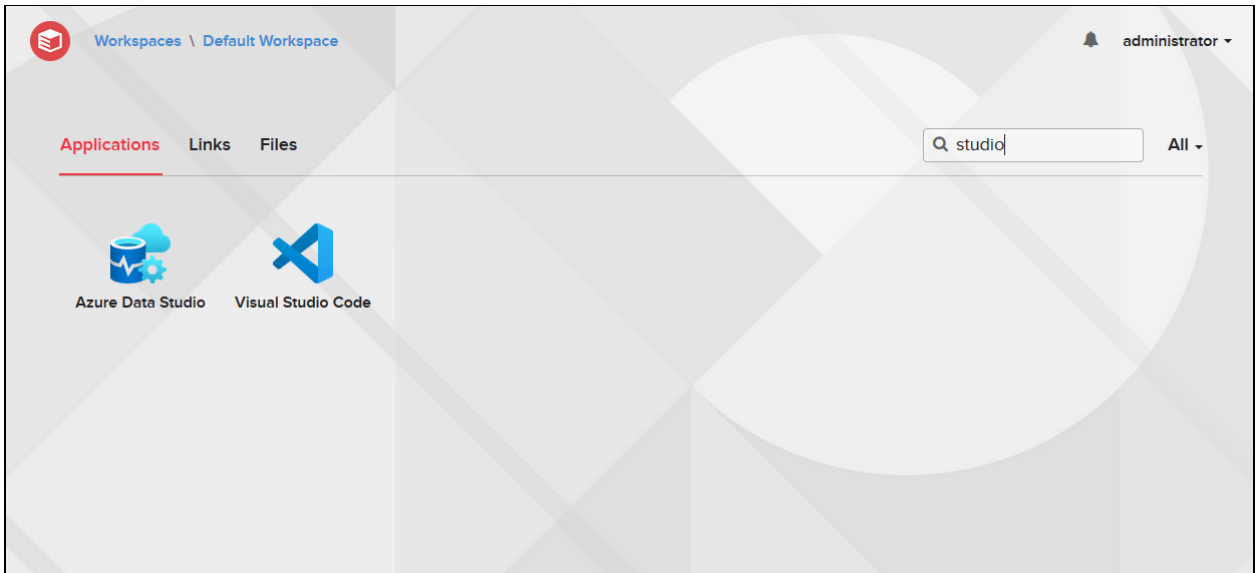 Workspaces \ Default Workspace
administrator
Applications Links Files
studio
All
Azure Data Studio Visual Studio Code